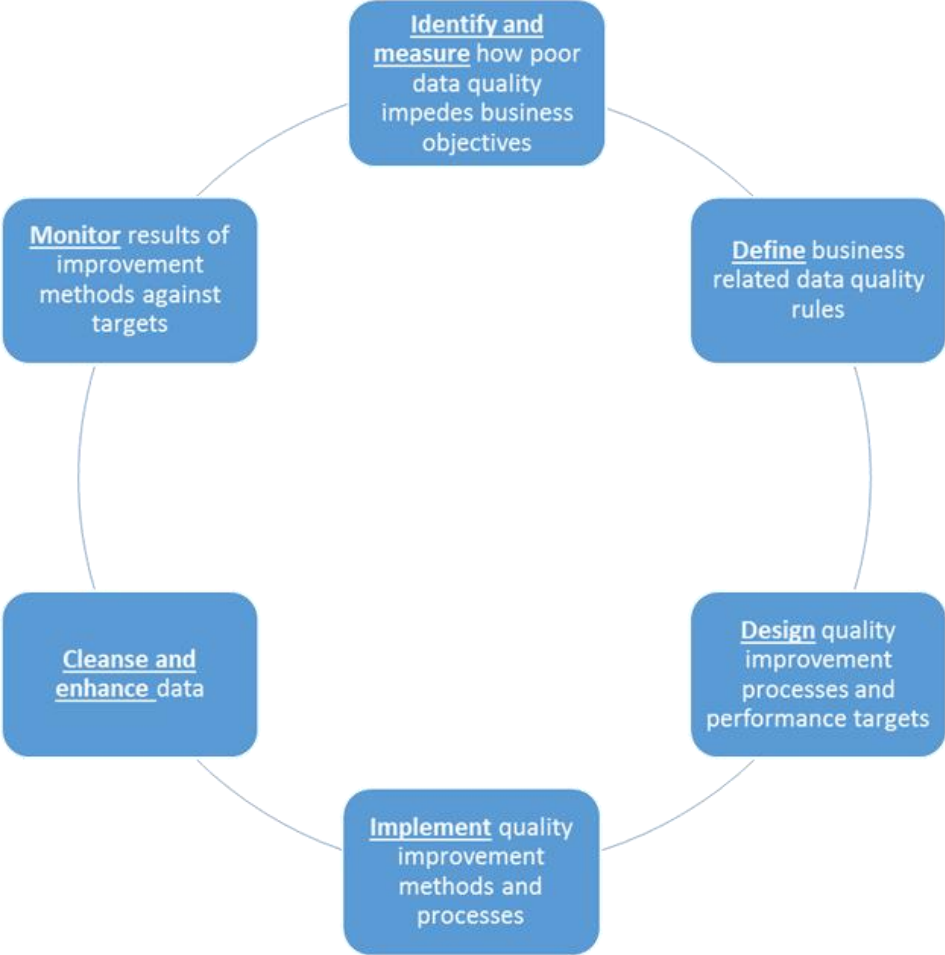 Identify and
measure how poor
data quality
impedes business
objectives
Define business
related data quality
rules
Design quality
improvement
processes and
performance targets
Implement quality
improvement
methods and
processes
Cleanse and
enhance data
Monitor results of
improvement
methods against
targets